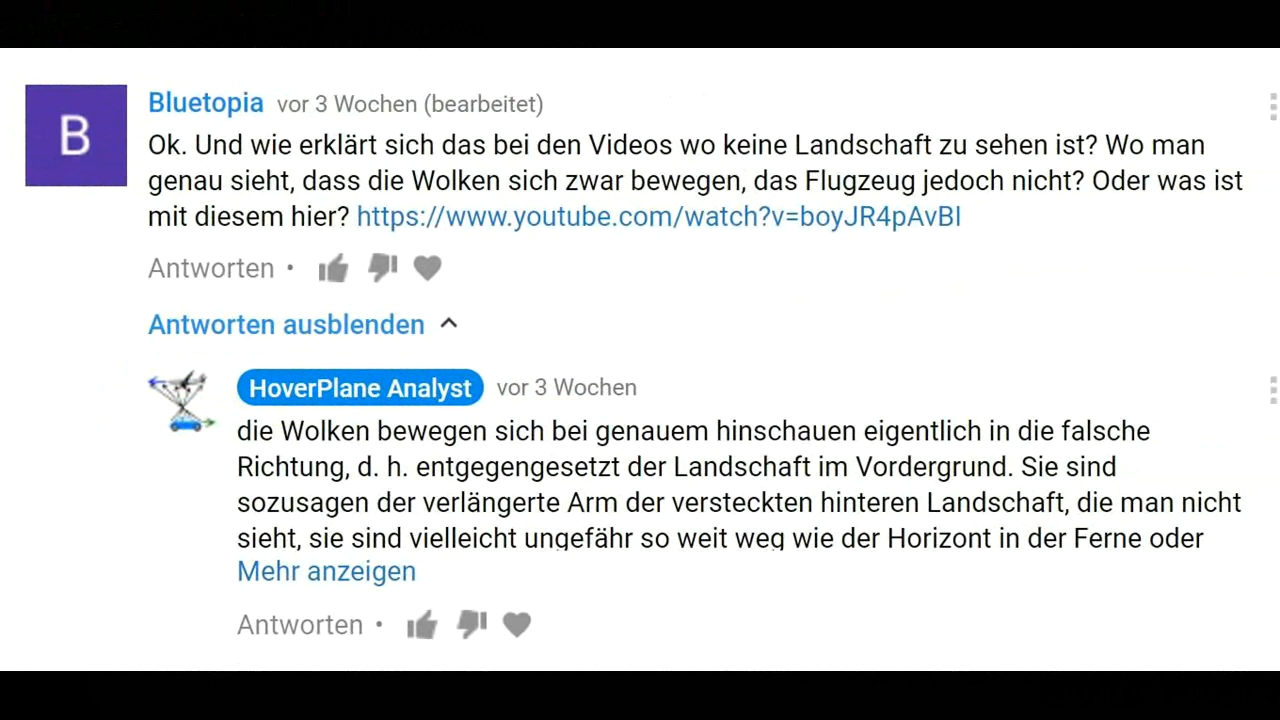 B
Bluetopia vor 3 Wochen (bearbeitet)
Ok. Und wie erklärt sich das bei den Videos wo keine Landschaft zu sehen ist? Wo man
genau sieht, dass die Wolken sich zwar bewegen, das Flugzeug jedoch nicht? Oder was ist
mit diesem hier? https://www.youtube.com/watch?v=boyJR4pAvBI
Antworten •
Antworten ausblenden
HoverPlane Analyst vor 3 Wochen
die Wolken bewegen sich bei genauem hinschauen eigentlich in die falsche
Richtung, d. h. entgegengesetzt der Landschaft im Vordergrund. Sie sind
sozusagen der verlängerte Arm der versteckten hinteren Landschaft, die man nicht
sieht, sie sind vielleicht ungefähr so weit weg wie der Horizont in der Ferne oder
Mehr anzeigen
Antworten •